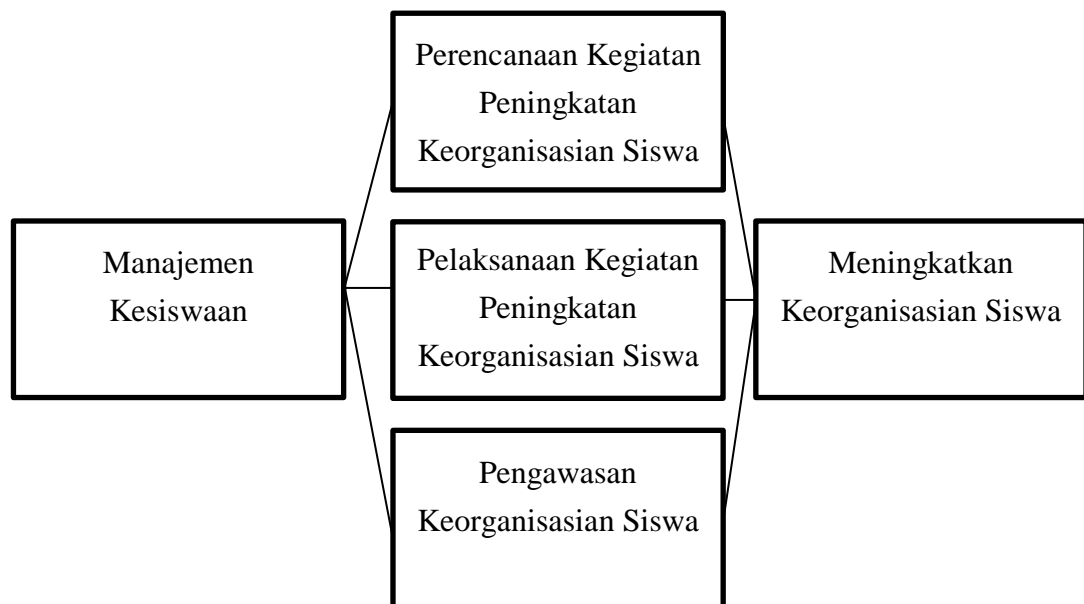 Perencanaan Kegiatan
Peningkatan
Keorganisasian Siswa
Manajemen
Kesiswaan
Pelaksanaan Kegiatan
Peningkatan
Keorganisasian Siswa
Meningkatkan
Keorganisasian Siswa
Pengawasan
Keorganisasian Siswa